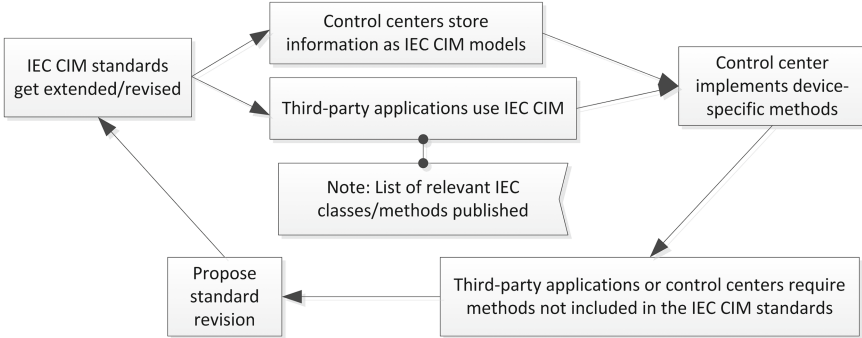 IEC CIM standards
get extended/revised
Control centers store
information as IEC CIM models
Third-party applications use IEC CIM
Note: List of relevant IEC
classes/methods published
Control center
implements device-
specific methods
Third-party applications or control centers require
methods not included in the IEC CIM standards
Propose
standard
revision